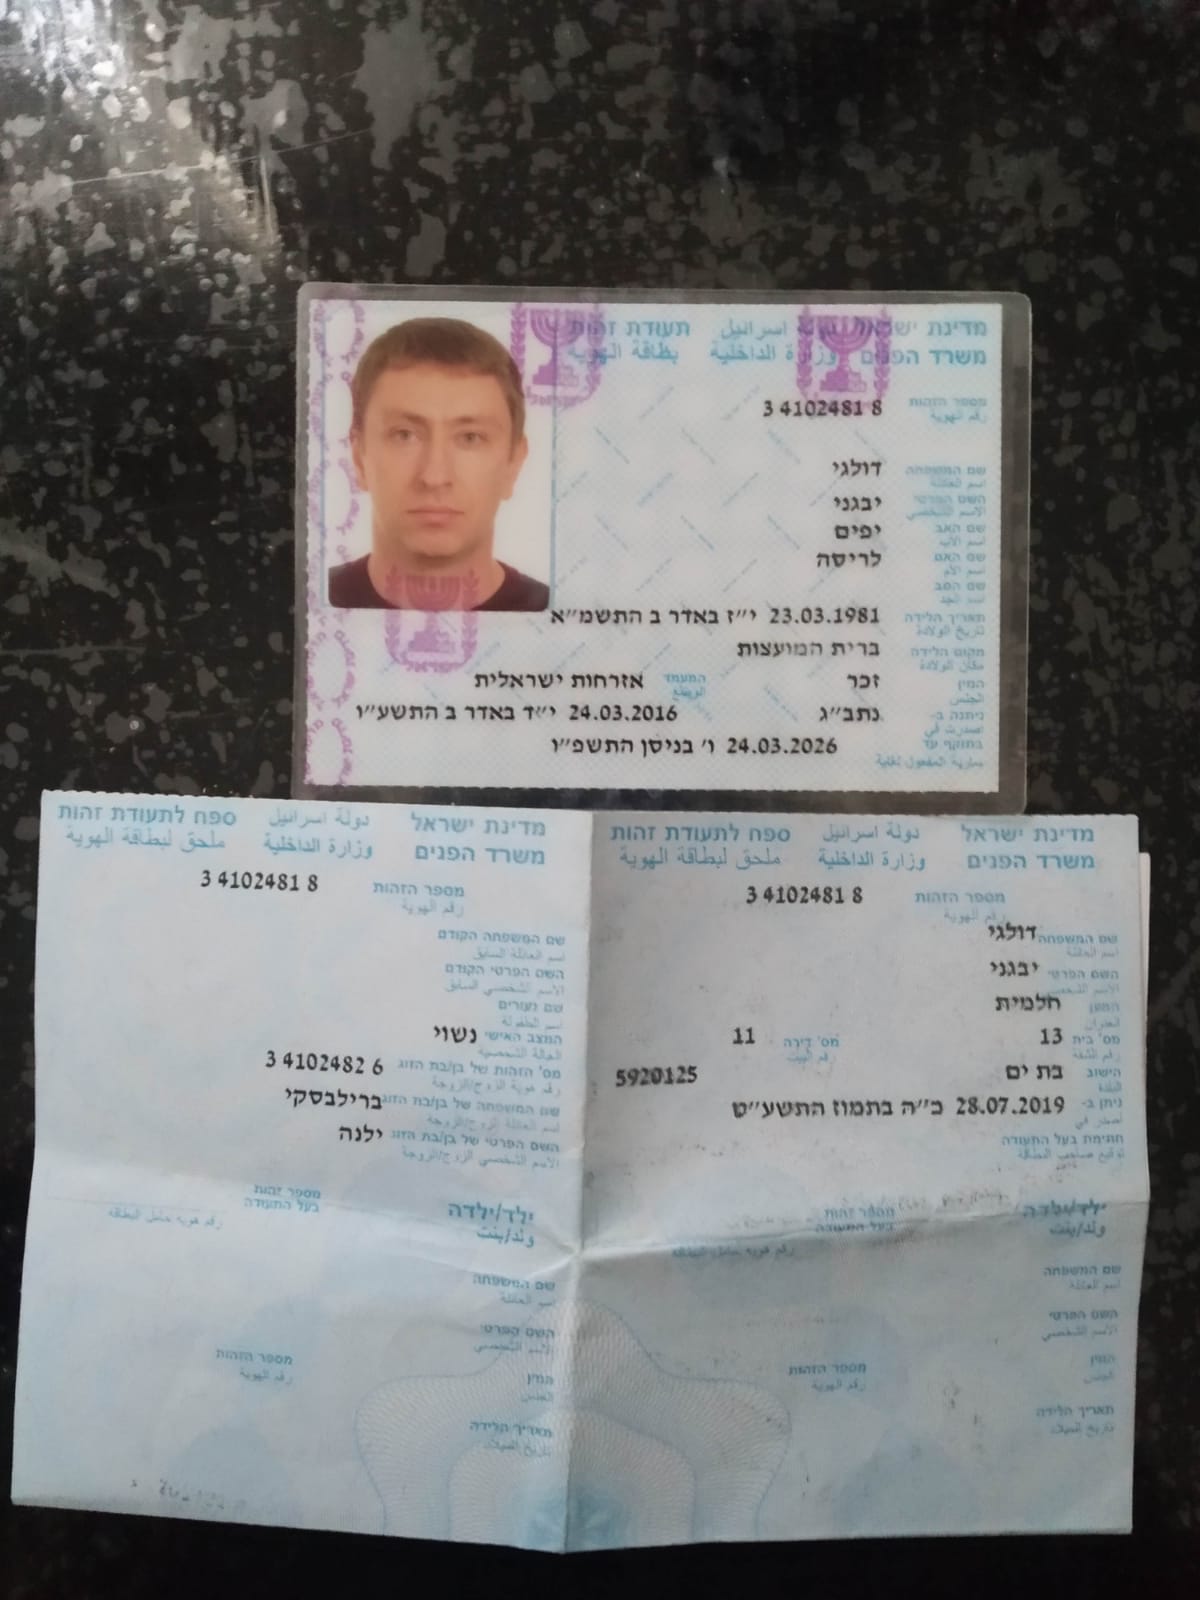 מדינת ישראל دولة اسرائيل תעודת זהות
משרד הפנים وزارة الداخلية بطاقة الهوية
מספר הזהות 3 4102481 8
رقم الهوية
שם המשפחה דולגי
اسم العائلة
השם הפרטי יבגני
الاسم الشخصي
שם האב יפים
اسم الاب
שם האם לריסה
اسم الام
שם הסב
اسم الجد
תאריך הלידה 23.03.1981 י״ז באדר ב התשמ״א
تاريخ الولادة
מקום הלידה ברית המועצות
مكان الولادة
המין זכר המעמד אזרחות ישראלית
الجنس
ניתנה ב- נתב״ג 24.03.2016 י״ד באדר ב התשע״ו
اصدرت في
בתוקף עד 24.03.2026 ו׳ בניסן התשפ״ו
سارية المفعول لغاية
מדינת ישראל دولة اسرائيل ספח לתעודת זהות
משרד הפנים وزارة الداخلية ملحق لبطاقة الهوية
מספר הזהות 3 4102481 8
رقم الهوية
שם המשפחה דולגי
اسم العائلة
השם הפרטי יבגני
الاسم الشخصي
המען חלמית
العنوان
מס' בית 13 מס' דירה 11
رقم الشقة رقم البيت
הישוב בת ים 5920125
البلدة
ניתן ב- 28.07.2019 כ״ה בתמוז התשע״ט
اصدر في
חתימת בעל התעודה
توقيع صاحب البطاقة
ילד/ילדה מספר זהות
ولد/بنت בעל התעודה
رقم هوية حامل البطاقة
שם המשפחה
اسم العائلة
השם הפרטי
الاسم الشخصي
המין מספר הזהות
الجنس رقم الهوية
תאריך הלידה
تاريخ الميلاد
מדינת ישראל دولة اسرائيل ספח לתעודת זהות
משרד הפנים وزارة الداخلية ملحق لبطاقة الهوية
מספר הזהות 3 4102481 8
رقم الهوية
שם המשפחה הקודם
اسم العائلة السابق
השם הפרטי הקודם
الاسم الشخصي السابق
שם נעורים
اسم الطفولة
המצב האישי נשוי
الحالة الشخصية
מס' הזהות של בן/בת הזוג 3 4102482 6
رقم هوية الزوج/الزوجة
שם המשפחה של בן/בת הזוג ברילבסקי
اسم عائلة الزوج/الزوجة
השם הפרטי של בן/בת הזוג ילנה
الاسم الشخصي الزوج/الزوجة
ילד/ילדה מספר זהות
ولد/بنت בעל התעודה
رقم هوية حامل البطاقة
שם המשפחה
اسم العائلة
השם הפרטי
الاسم الشخصي
המין מספר הזהות
الجنس رقم الهوية
תאריך הלידה
تاريخ الميلاد